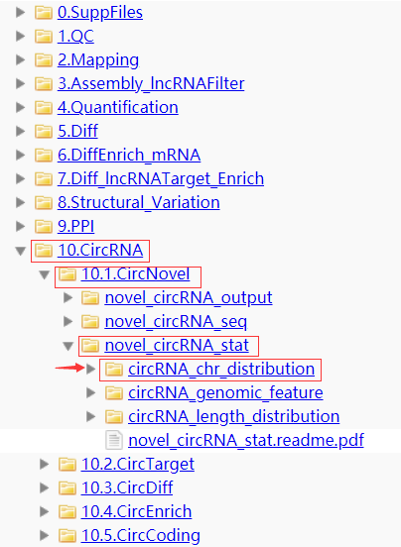 0.SuppFiles
1.QC
2.Mapping
3.Assembly_lncRNAFilter
4.Quantification
5.Diff
6.DiffEnrich_mRNA
7.Diff_lncRNATarget_Enrich
8.Structural_Variation
9.PPI
10.CircRNA
10.1.CircNovel
novel_circRNA_output
novel_circRNA_seq
novel_circRNA_stat
circRNA_chr_distribution
circRNA_genomic_feature
circRNA_length_distribution
novel_circRNA_stat.readme.pdf
10.2.CircTarget
10.3.CircDiff
10.4.CircEnrich
10.5.CircCoding